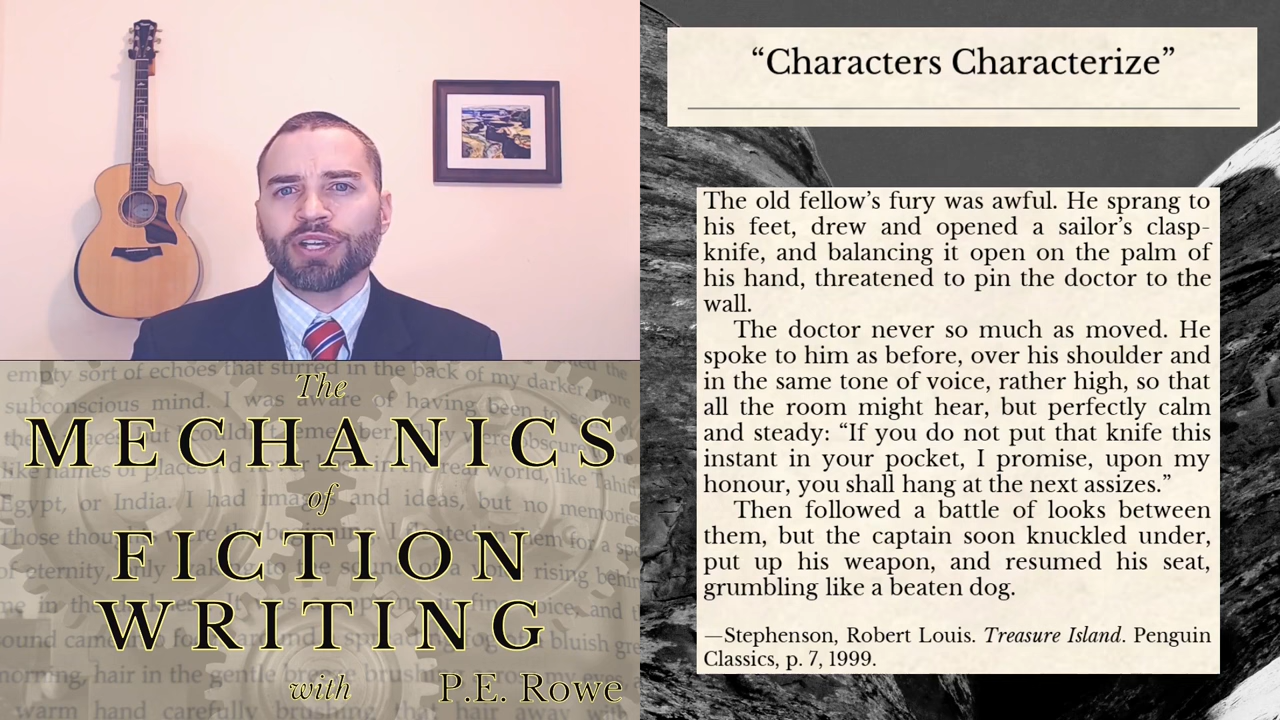 The
MECHANICS
of
FICTION
WRITING
with P.E. Rowe
“Characters Characterize”
The old fellow’s fury was awful. He sprang to
his feet, drew and opened a sailor’s clasp-
knife, and balancing it open on the palm of
his hand, threatened to pin the doctor to the
wall.
The doctor never so much as moved. He
spoke to him as before, over his shoulder and
in the same tone of voice, rather high, so that
all the room might hear, but perfectly calm
and steady: “If you do not put that knife this
instant in your pocket, I promise, upon my
honour, you shall hang at the next assizes.”
Then followed a battle of looks between
them, but the captain soon knuckled under,
put up his weapon, and resumed his seat,
grumbling like a beaten dog.
—Stephenson, Robert Louis. Treasure Island. Penguin
Classics, p. 7, 1999.